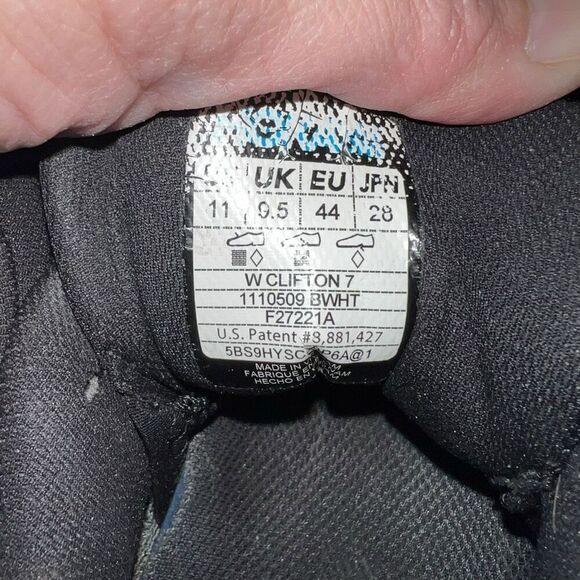 UK EU JPN
11 9.5 44 28
W CLIFTON 7
1110509 BWHT
F27221A
U.S. Patent #8,881,427
MADE IN
FABRIQUE
HECHO EN